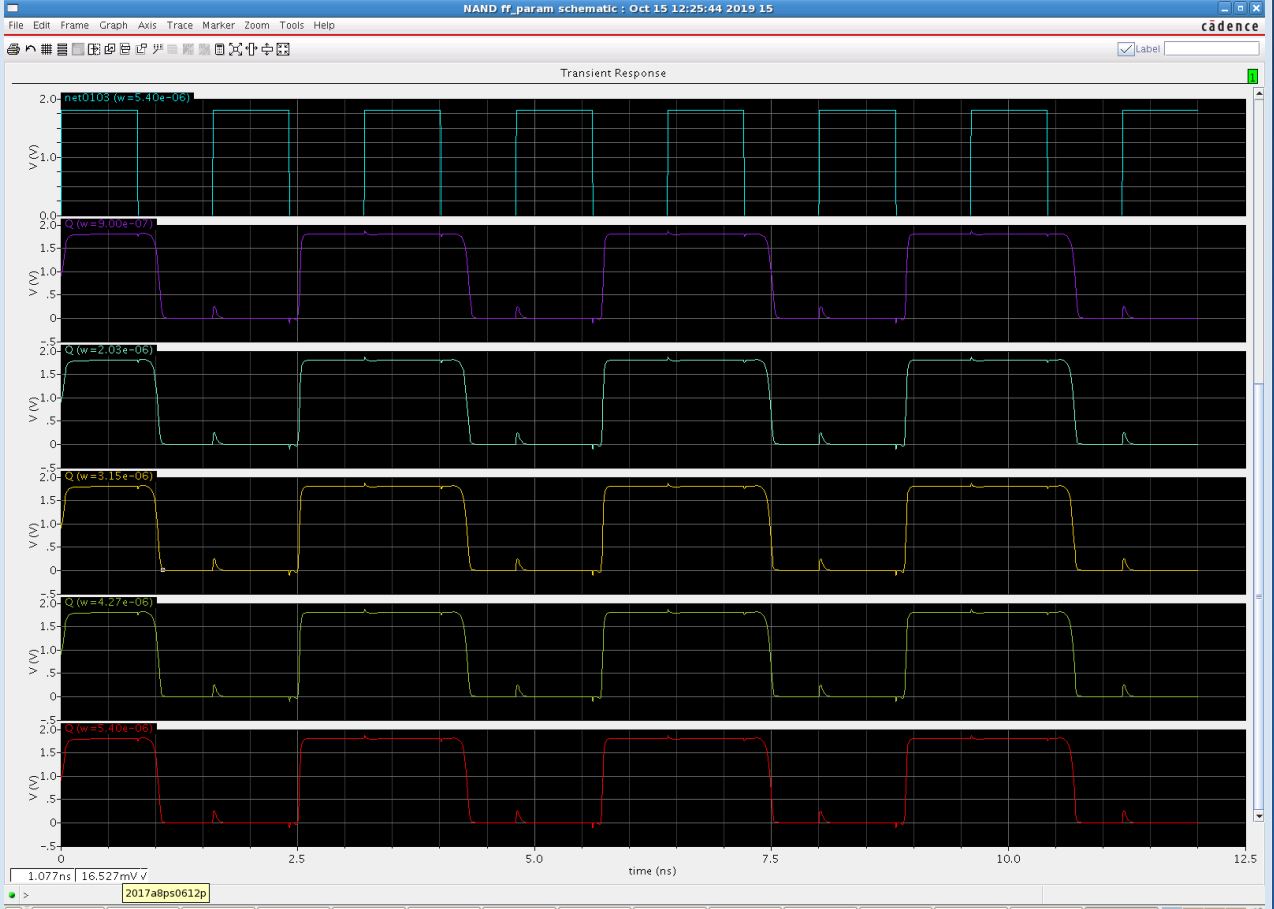 NAND ff_param schematic : Oct 15 12:25:44 2019 15
File Edit Frame Graph Axis Trace Marker Zoom Tools Help
cādence
Label
Transient Response
1
net0103 (w=5.40e-06)
2.0
1.0
0.0
V (V)
Q (w=9.00e-07)
2.0
1.5
1.0
.5
0
-.5
V (V)
Q (w=2.03e-06)
2.0
1.5
1.0
.5
0
-.5
V (V)
Q (w=3.15e-06)
2.0
1.5
1.0
.5
0
-.5
V (V)
Q (w=4.27e-06)
2.0
1.5
1.0
.5
0
-.5
V (V)
Q (w=5.40e-06)
2.0
1.5
1.0
.5
0
-.5
V (V)
0 2.5 5.0 7.5 10.0 12.5
time (ns)
1.077ns 16.527mV
2017a8ps0612p
>